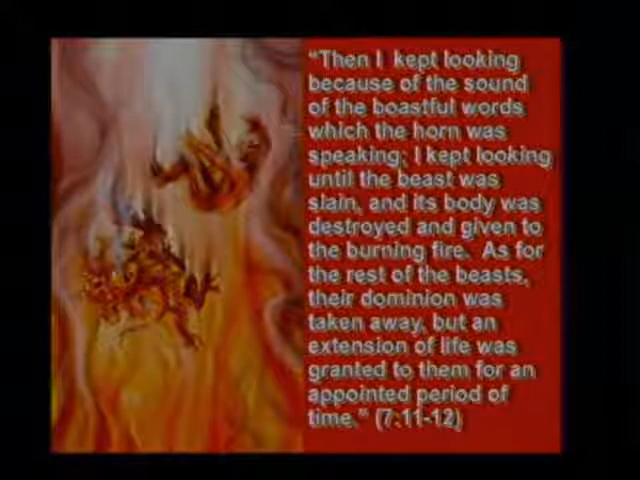 “Then I kept looking
because of the sound
of the boastful words
which the horn was
speaking; I kept looking
until the beast was
slain, and its body was
destroyed and given to
the burning fire. As for
the rest of the beasts,
their dominion was
taken away, but an
extension of life was
granted to them for an
appointed period of
time.” (7:11-12)